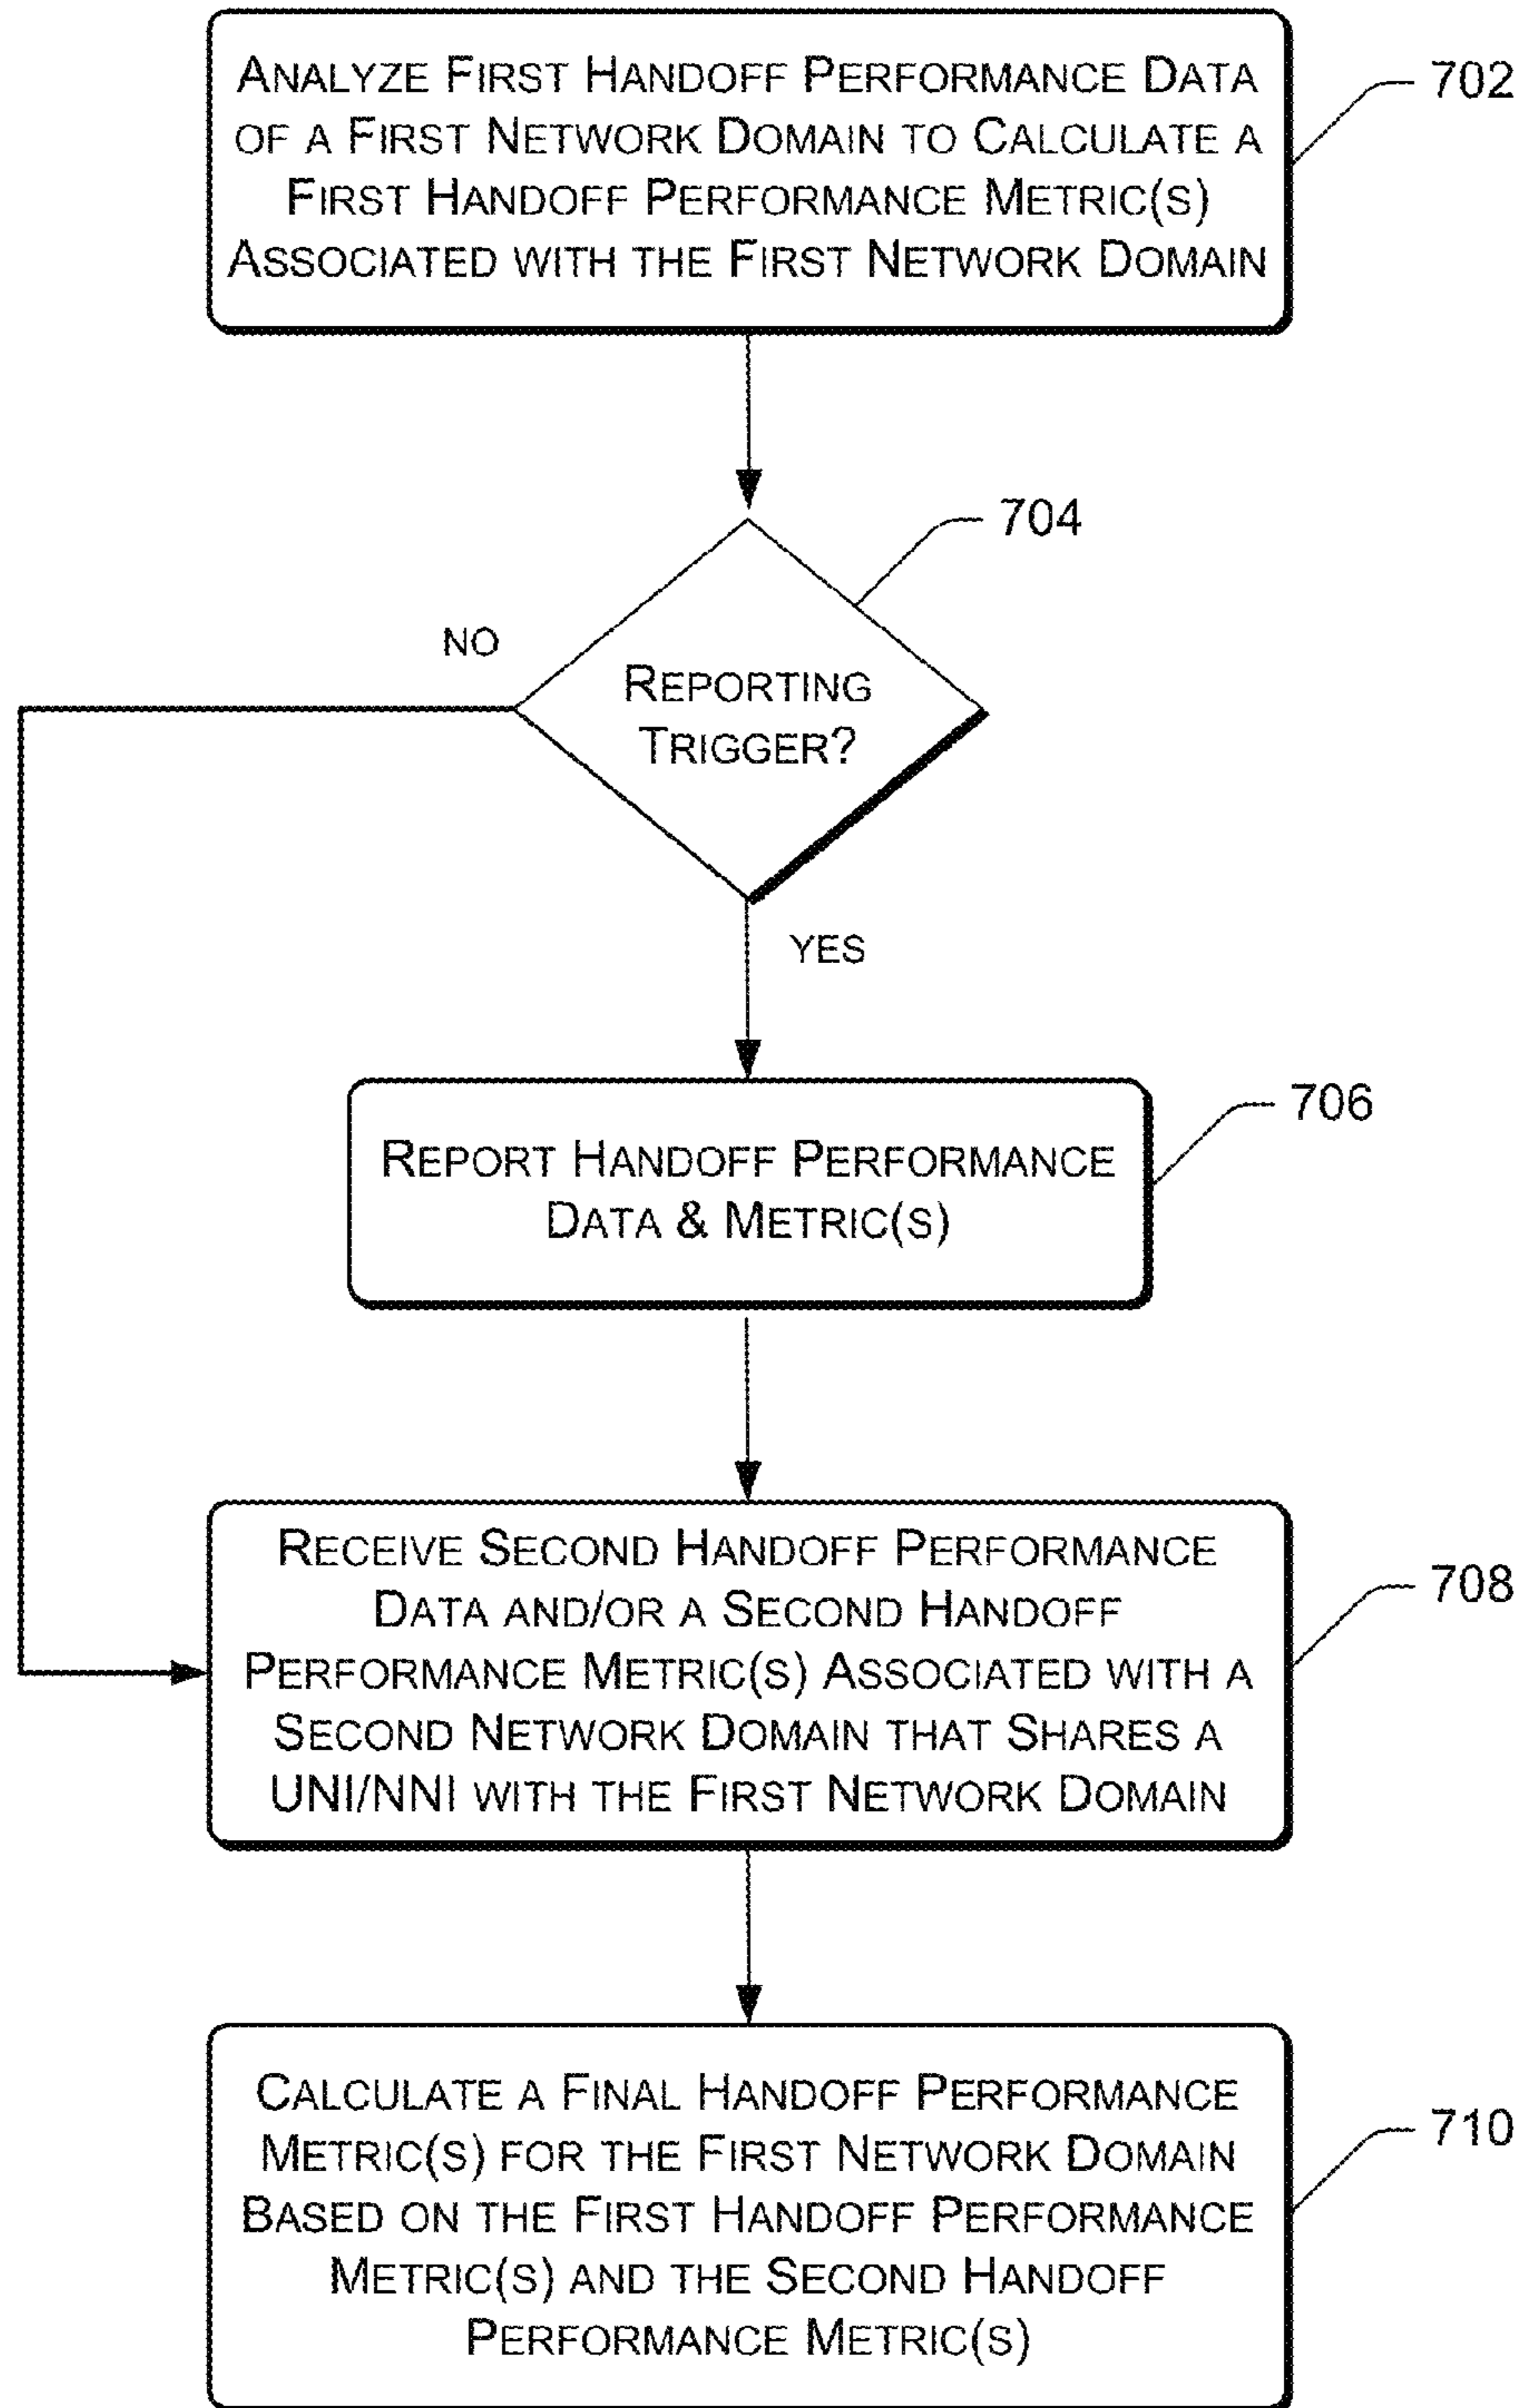 ANALYZE FIRST HANDOFF PERFORMANCE DATA
OF A FIRST NETWORK DOMAIN TO CALCULATE A
FIRST HANDOFF PERFORMANCE METRIC(S)
ASSOCIATED WITH THE FIRST NETWORK DOMAIN
702
704
NO
REPORTING
TRIGGER?
YES
706
REPORT HANDOFF PERFORMANCE
DATA & METRIC(S)
RECEIVE SECOND HANDOFF PERFORMANCE
DATA AND/OR A SECOND HANDOFF
PERFORMANCE METRIC(S) ASSOCIATED WITH A
SECOND NETWORK DOMAIN THAT SHARES A
UNI/NNI WITH THE FIRST NETWORK DOMAIN
708
CALCULATE A FINAL HANDOFF PERFORMANCE
METRIC(S) FOR THE FIRST NETWORK DOMAIN
BASED ON THE FIRST HANDOFF PERFORMANCE
METRIC(S) AND THE SECOND HANDOFF
PERFORMANCE METRIC(S)
710